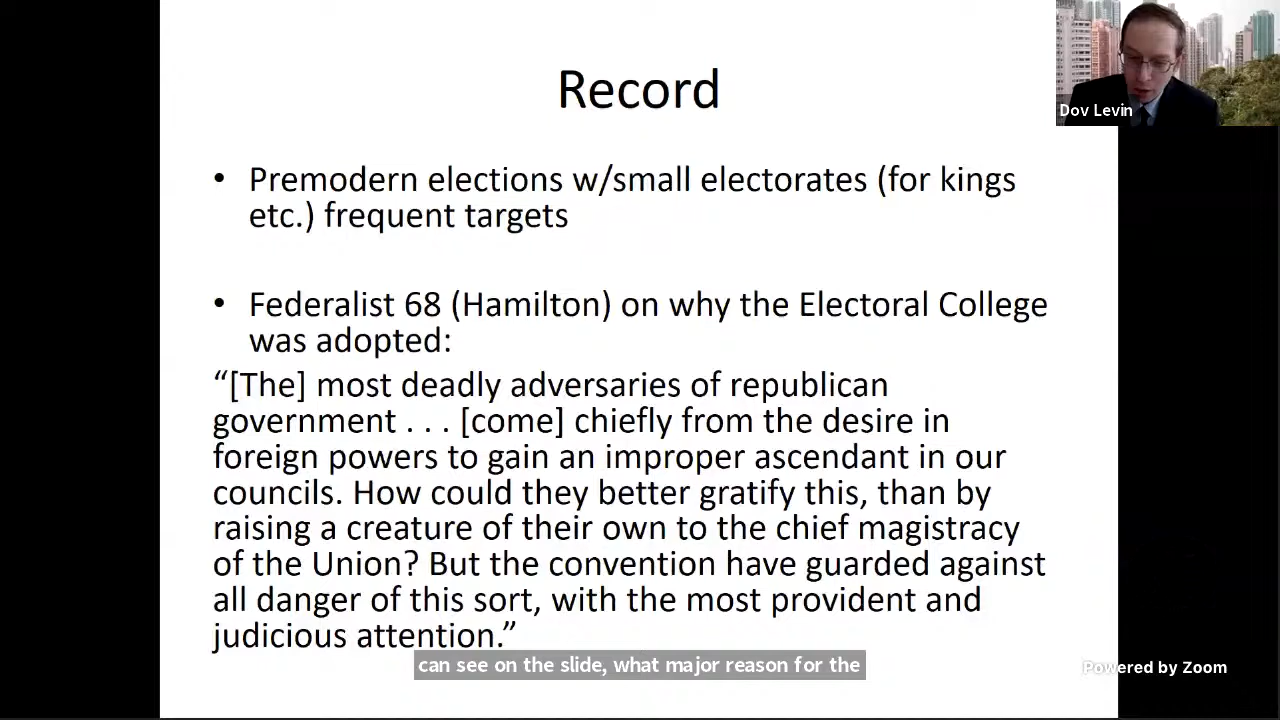 Record
Dov Levin
• Premodern elections w/small electorates (for kings
etc.) frequent targets
• Federalist 68 (Hamilton) on why the Electoral College
was adopted:
“[The] most deadly adversaries of republican
government . . . [come] chiefly from the desire in
foreign powers to gain an improper ascendant in our
councils. How could they better gratify this, than by
raising a creature of their own to the chief magistracy
of the Union? But the convention have guarded against
all danger of this sort, with the most provident and
judicious attention.”
can see on the slide, what major reason for the
Powered by Zoom